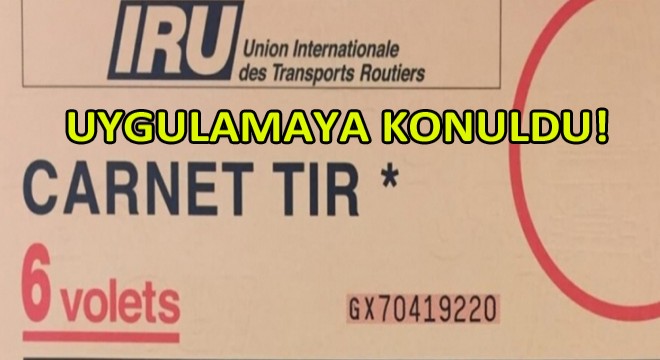 IRU
Union Internationale
des Transports Routiers
UYGULAMAYA KONULDU!
CARNET TIR *
6 volets
GX70419220